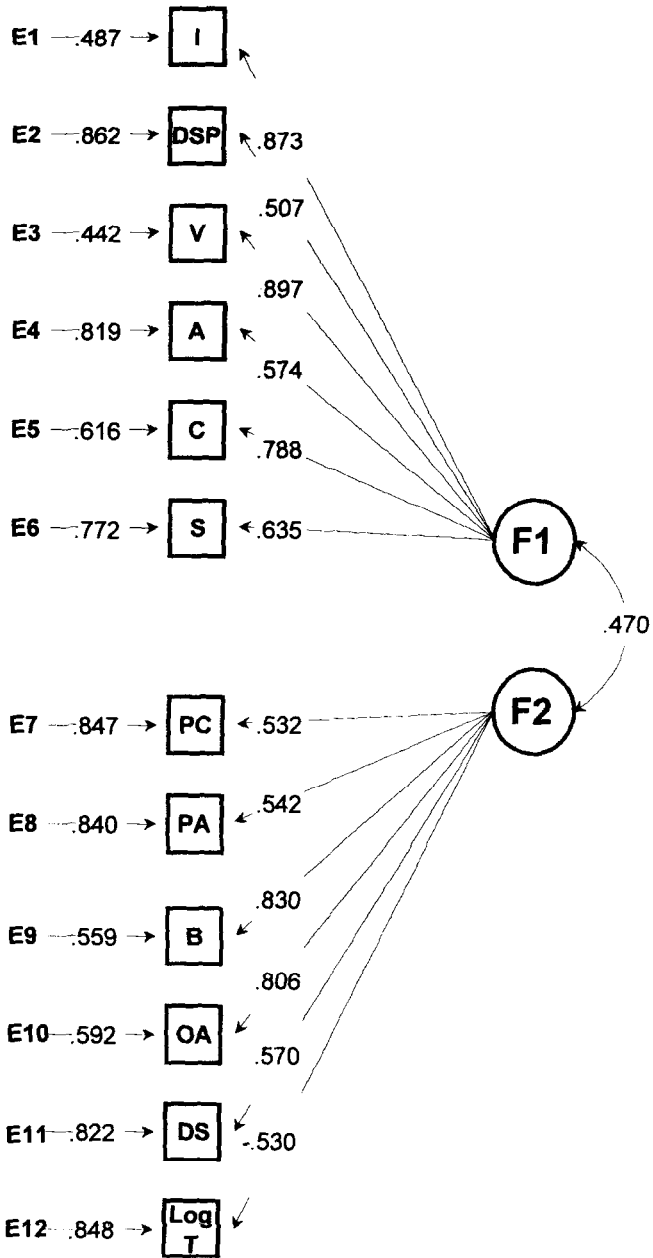 E1 .487 I
E2 .862 DSP .873
E3 .442 V .507
.897
E4 .819 A .574
E5 .616 C .788
E6 .772 S .635 F1
.470
E7 .847 PC .532 F2
E8 .840 PA .542
E9 .559 B .830
E10 .592 OA .806
.570
E11 .822 DS -.530
E12 .848 Log
T